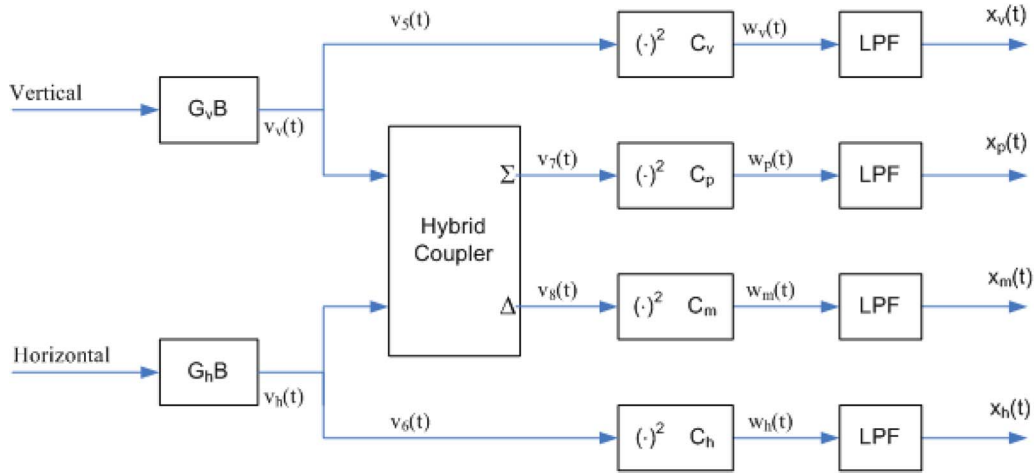 v₅(t)
(·)² Cᵥ
wᵥ(t)
LPF
xᵥ(t)
Vertical
GᵥB
vᵥ(t)
Σ
v₇(t)
(·)² Cₚ
wₚ(t)
LPF
xₚ(t)
Hybrid
Coupler
Δ
v₈(t)
(·)² Cₘ
wₘ(t)
LPF
xₘ(t)
Horizontal
GₕB
vₕ(t)
v₆(t)
(·)² Cₕ
wₕ(t)
LPF
xₕ(t)